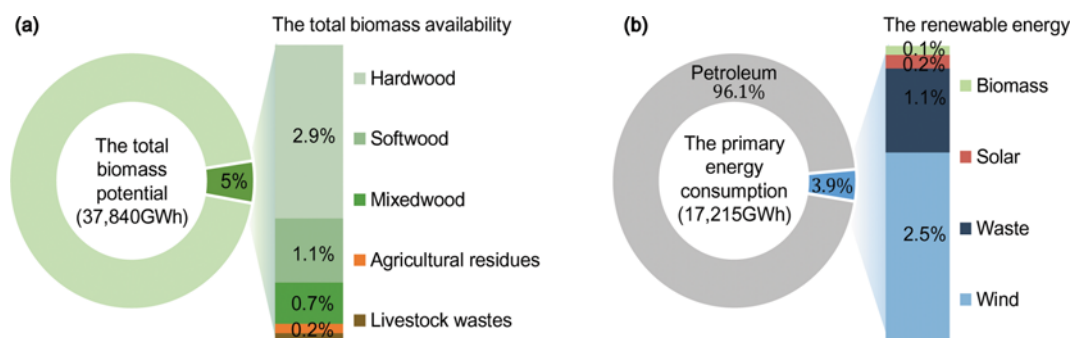 (a)
The total biomass availability
The total
biomass
potential
(37,840GWh)
5%
2.9%
1.1%
0.7%
0.2%
Hardwood
Softwood
Mixedwood
Agricultural residues
Livestock wastes
(b)
The renewable energy
Petroleum
96.1%
The primary
energy
consumption
(17,215GWh)
3.9%
0.1%
0.2%
1.1%
2.5%
Biomass
Solar
Waste
Wind